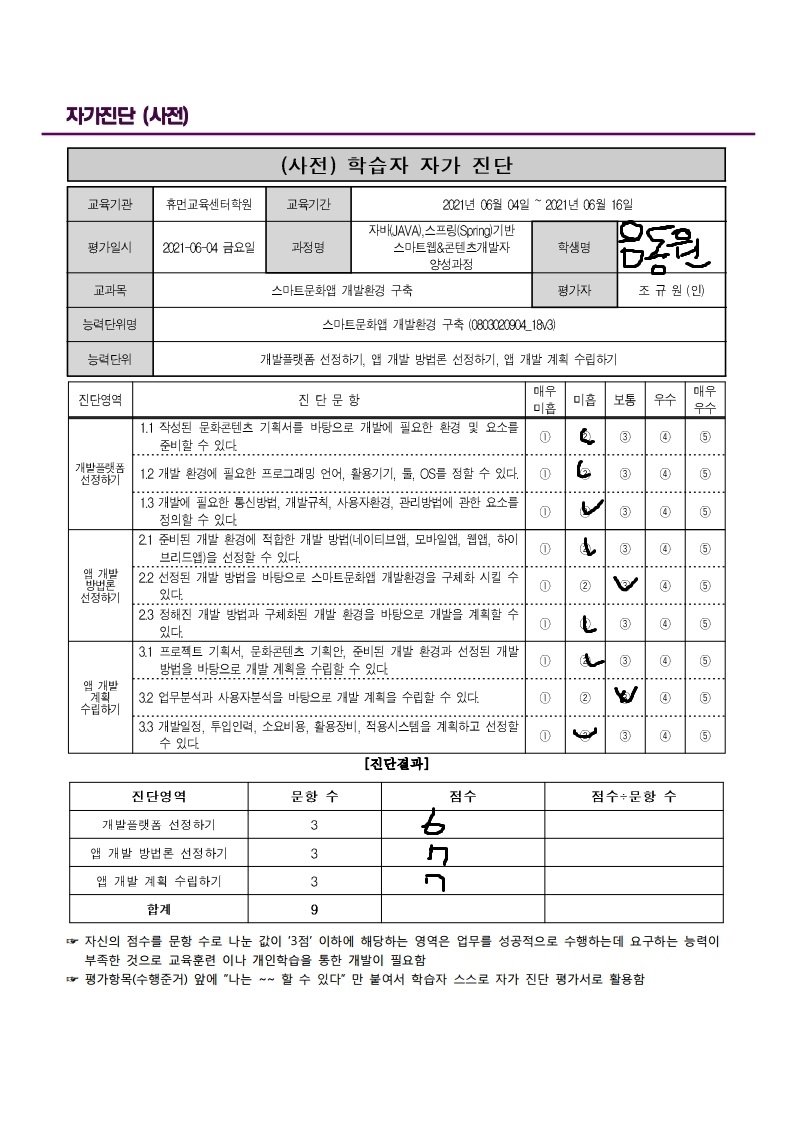 자가진단 (사전)
(사전) 학습자 자가 진단
교육기관 휴먼교육센터학원 교육기간 2021년 06월 04일 ~ 2021년 06월 16일
평가일시 2021-06-04 금요일 과정명 자바(JAVA),스프링(Spring)기반
스마트웹&콘텐츠개발자
양성과정
학생명 음동원
교과목 스마트문화앱 개발환경 구축 평가자 조 규 원 (인)
능력단위명 스마트문화앱 개발환경 구축 (0803020904_18v3)
능력단위 개발플랫폼 선정하기, 앱 개발 방법론 선정하기, 앱 개발 계획 수립하기
진단영역 진 단 문 항 매우 미흡 미흡 보통 우수 매우 우수
개발플랫폼
선정하기
1.1 작성된 문화콘텐츠 기획서를 바탕으로 개발에 필요한 환경 및 요소를
준비할 수 있다. ① ② ③ ④ ⑤
1.2 개발 환경에 필요한 프로그래밍 언어, 활용기기, 툴, OS를 정할 수 있다. ① ② ③ ④ ⑤
1.3 개발에 필요한 통신방법, 개발규칙, 사용자환경, 관리방법에 관한 요소를
정의할 수 있다. ① ② ③ ④ ⑤
앱 개발
방법론
선정하기
2.1 준비된 개발 환경에 적합한 개발 방법(네이티브앱, 모바일앱, 웹앱, 하이
브리드앱)을 선정할 수 있다. ① ② ③ ④ ⑤
2.2 선정된 개발 방법을 바탕으로 스마트문화앱 개발환경을 구체화 시킬 수
있다. ① ② ③ ④ ⑤
2.3 정해진 개발 방법과 구체화된 개발 환경을 바탕으로 개발을 계획할 수
있다. ① ② ③ ④ ⑤
앱 개발
계획
수립하기
3.1 프로젝트 기획서, 문화콘텐츠 기획안, 준비된 개발 환경과 선정된 개발
방법을 바탕으로 개발 계획을 수립할 수 있다. ① ② ③ ④ ⑤
3.2 업무분석과 사용자분석을 바탕으로 개발 계획을 수립할 수 있다. ① ② ③ ④ ⑤
3.3 개발일정, 투입인력, 소요비용, 활용장비, 적용시스템을 계획하고 선정할
수 있다. ① ② ③ ④ ⑤
[진단결과]
진단영역 문항 수 점수 점수÷문항 수
개발플랫폼 선정하기 3 6
앱 개발 방법론 선정하기 3 7
앱 개발 계획 수립하기 3 7
합계 9
☞ 자신의 점수를 문항 수로 나눈 값이 '3점' 이하에 해당하는 영역은 업무를 성공적으로 수행하는데 요구하는 능력이
부족한 것으로 교육훈련 이나 개인학습을 통한 개발이 필요함
☞ 평가항목(수행준거) 앞에 "나는 ~~ 할 수 있다" 만 붙여서 학습자 스스로 자가 진단 평가서로 활용함